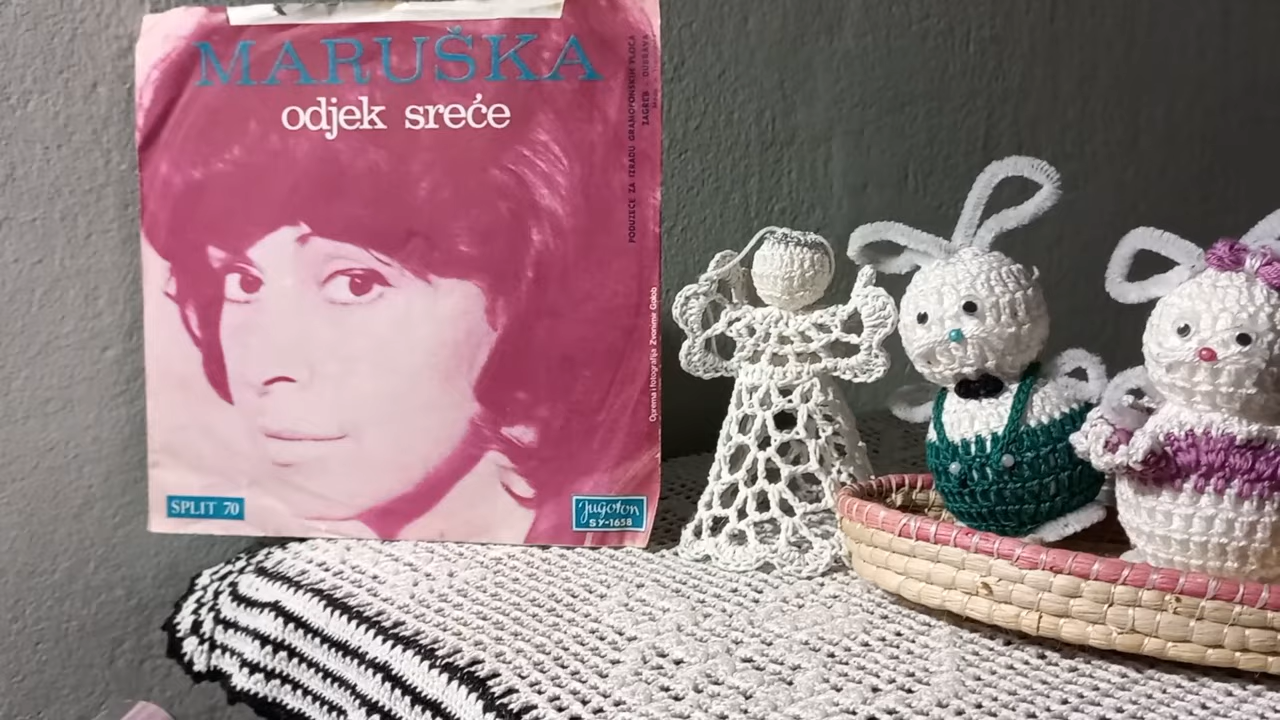 MARUŠKA
odjek sreće
PODUZEĆE ZA IZRADU GRAMOFONSKIH PLOČA
ZAGREB - DUBRAVA
Oprema i fotografija Zvonimir Golob
SPLIT 70
Jugoton
SY-1658